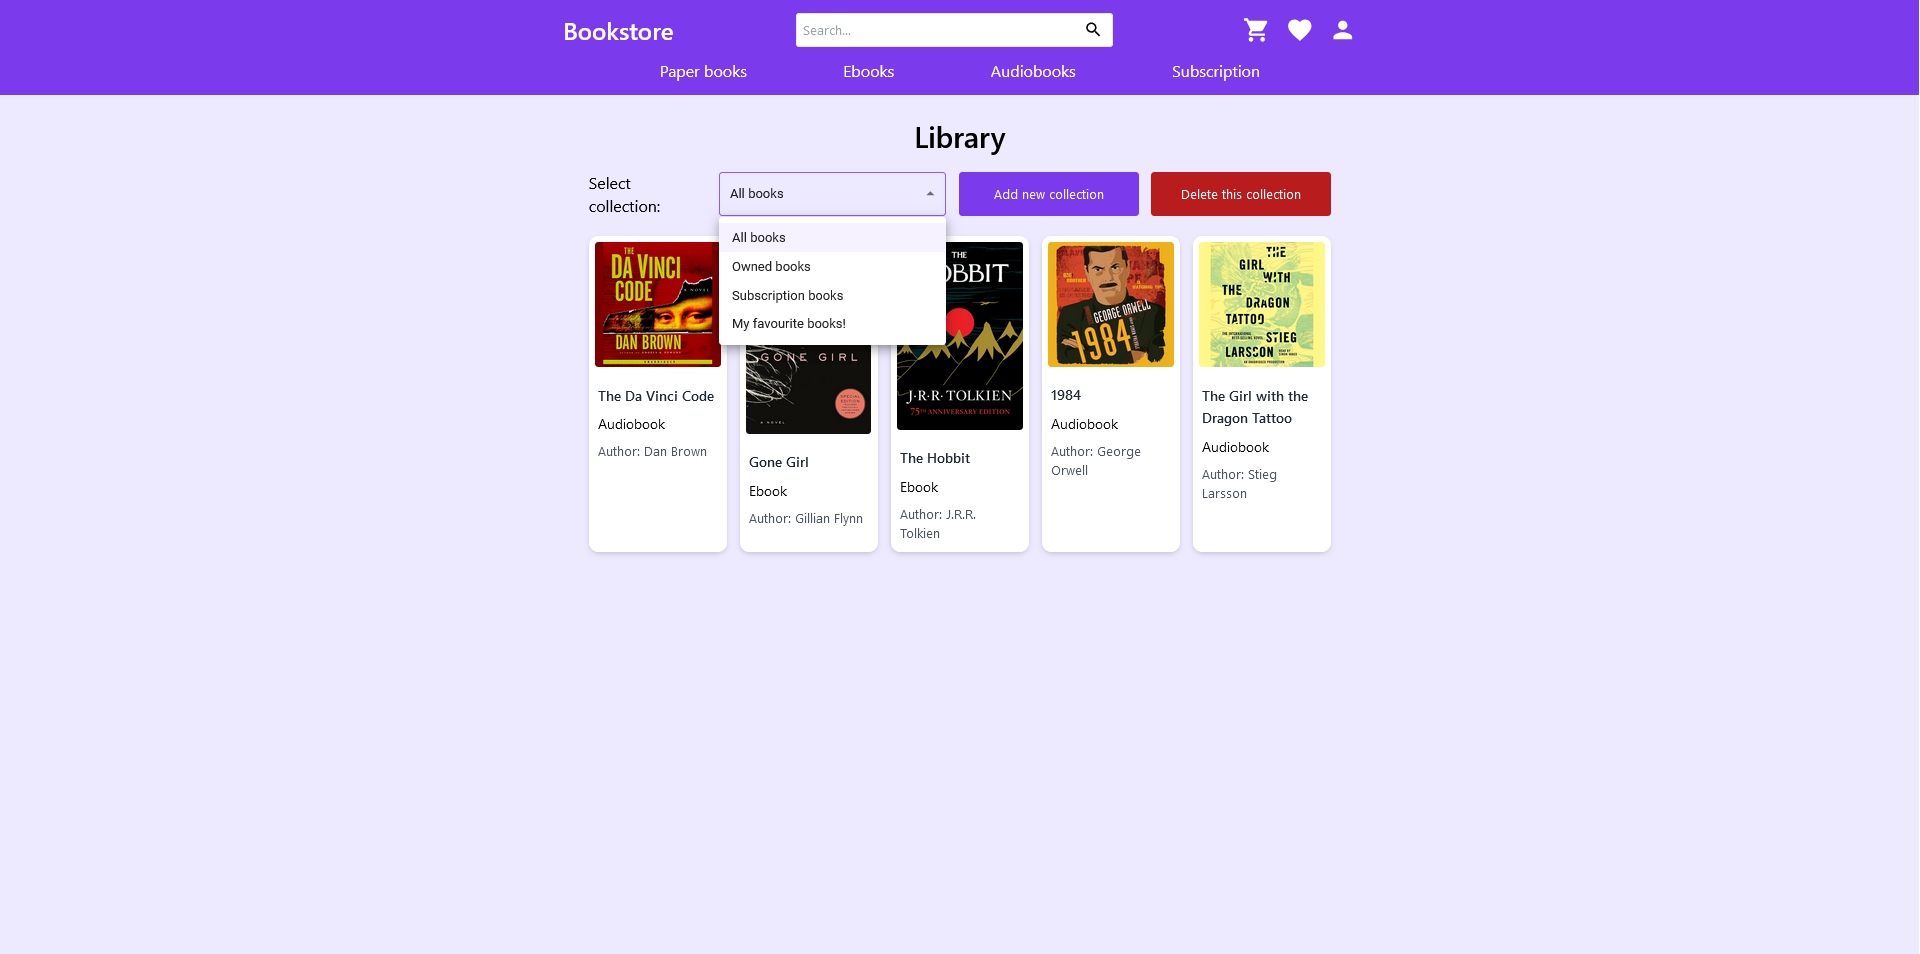 Bookstore
Search...
Paper books
Ebooks
Audiobooks
Subscription
Library
Select
collection:
All books
Add new collection
Delete this collection
All books
Owned books
Subscription books
My favourite books!
THE
DA VINCI
CODE
A NOVEL
DAN BROWN
UNABRIDGED
The Da Vinci Code
Audiobook
Author: Dan Brown
GONE GIRL
SPECIAL
EDITION
A NOVEL
Gone Girl
Ebook
Author: Gillian Flynn
THE
OBBIT
J·R·R·TOLKIEN
75TH ANNIVERSARY EDITION
The Hobbit
Ebook
Author: J.R.R.
Tolkien
GEORGE ORWELL
1984
1984
Audiobook
Author: George
Orwell
THE
GIRL
WITH
THE
DRAGON
TATTOO
STIEG
LARSSON
The Girl with the
Dragon Tattoo
Audiobook
Author: Stieg
Larsson